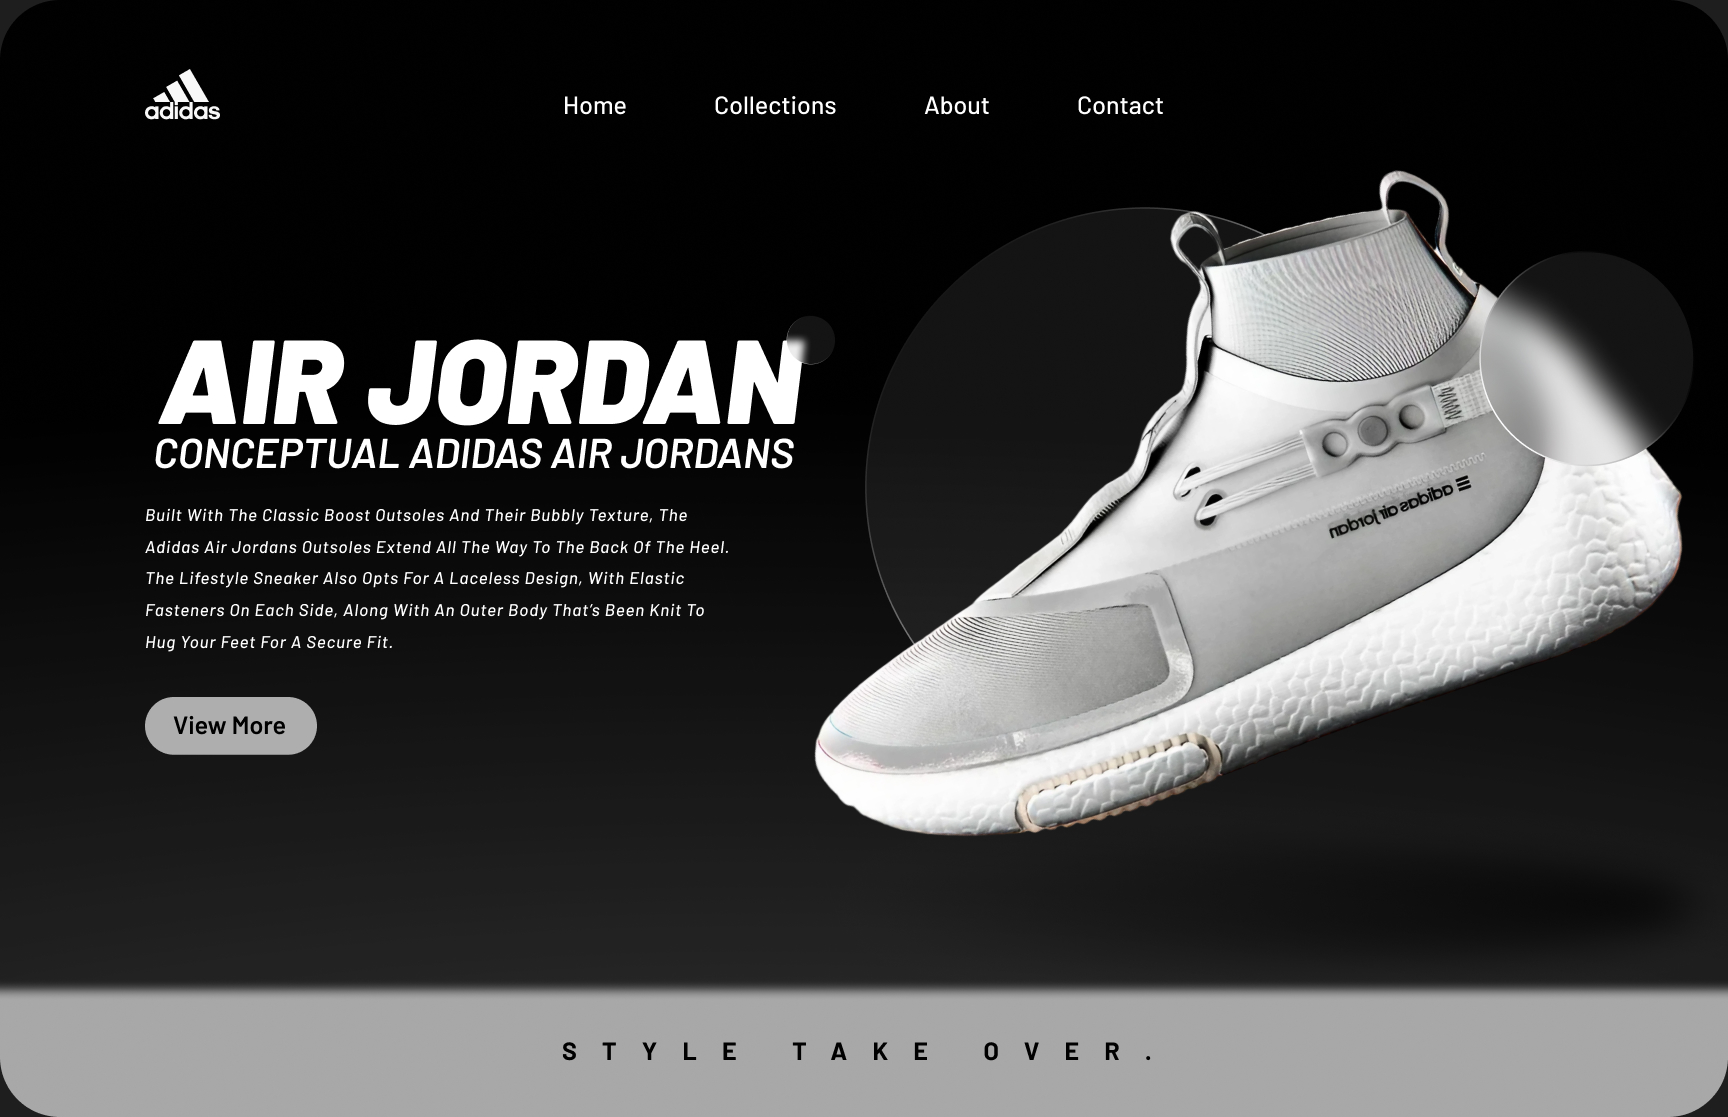 adidas
Home Collections About Contact
AIR JORDAN
CONCEPTUAL ADIDAS AIR JORDANS
Built With The Classic Boost Outsoles And Their Bubbly Texture, The
Adidas Air Jordans Outsoles Extend All The Way To The Back Of The Heel.
The Lifestyle Sneaker Also Opts For A Laceless Design, With Elastic
Fasteners On Each Side, Along With An Outer Body That’s Been Knit To
Hug Your Feet For A Secure Fit.
View More
adidas air jordan
STYLE TAKE OVER.